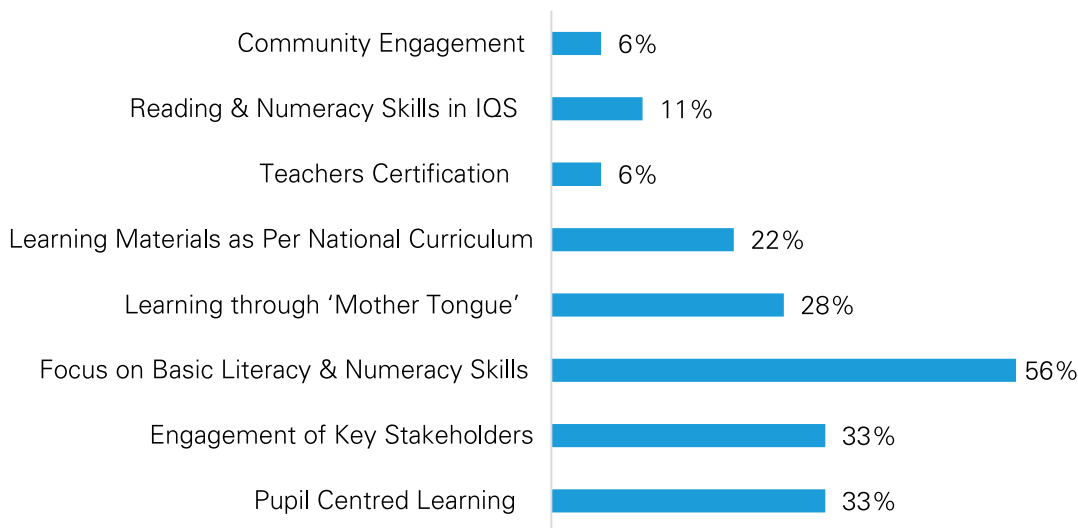 Community Engagement 6%
Reading & Numeracy Skills in IQS 11%
Teachers Certification 6%
Learning Materials as Per National Curriculum 22%
Learning through ‘Mother Tongue’ 28%
Focus on Basic Literacy & Numeracy Skills 56%
Engagement of Key Stakeholders 33%
Pupil Centred Learning 33%